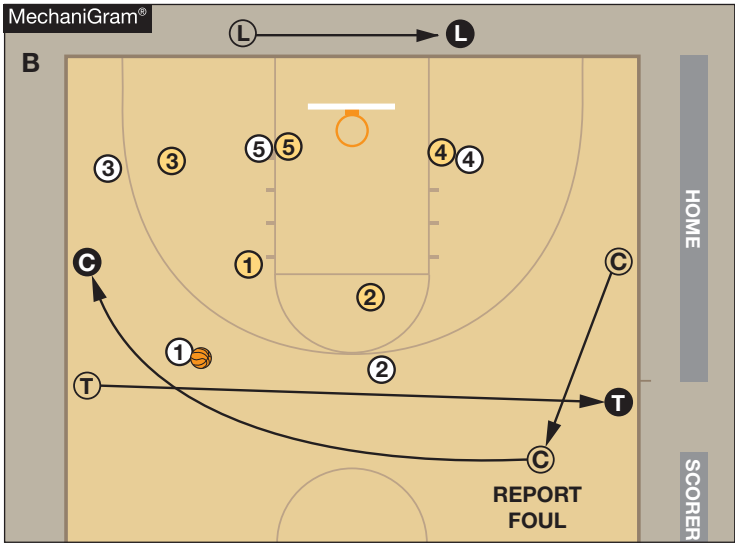 MechaniGram®
L
L
B
3
3
5
5
4
4
C
1
C
2
1
2
T
T
C
REPORT
FOUL
HOME
SCORER